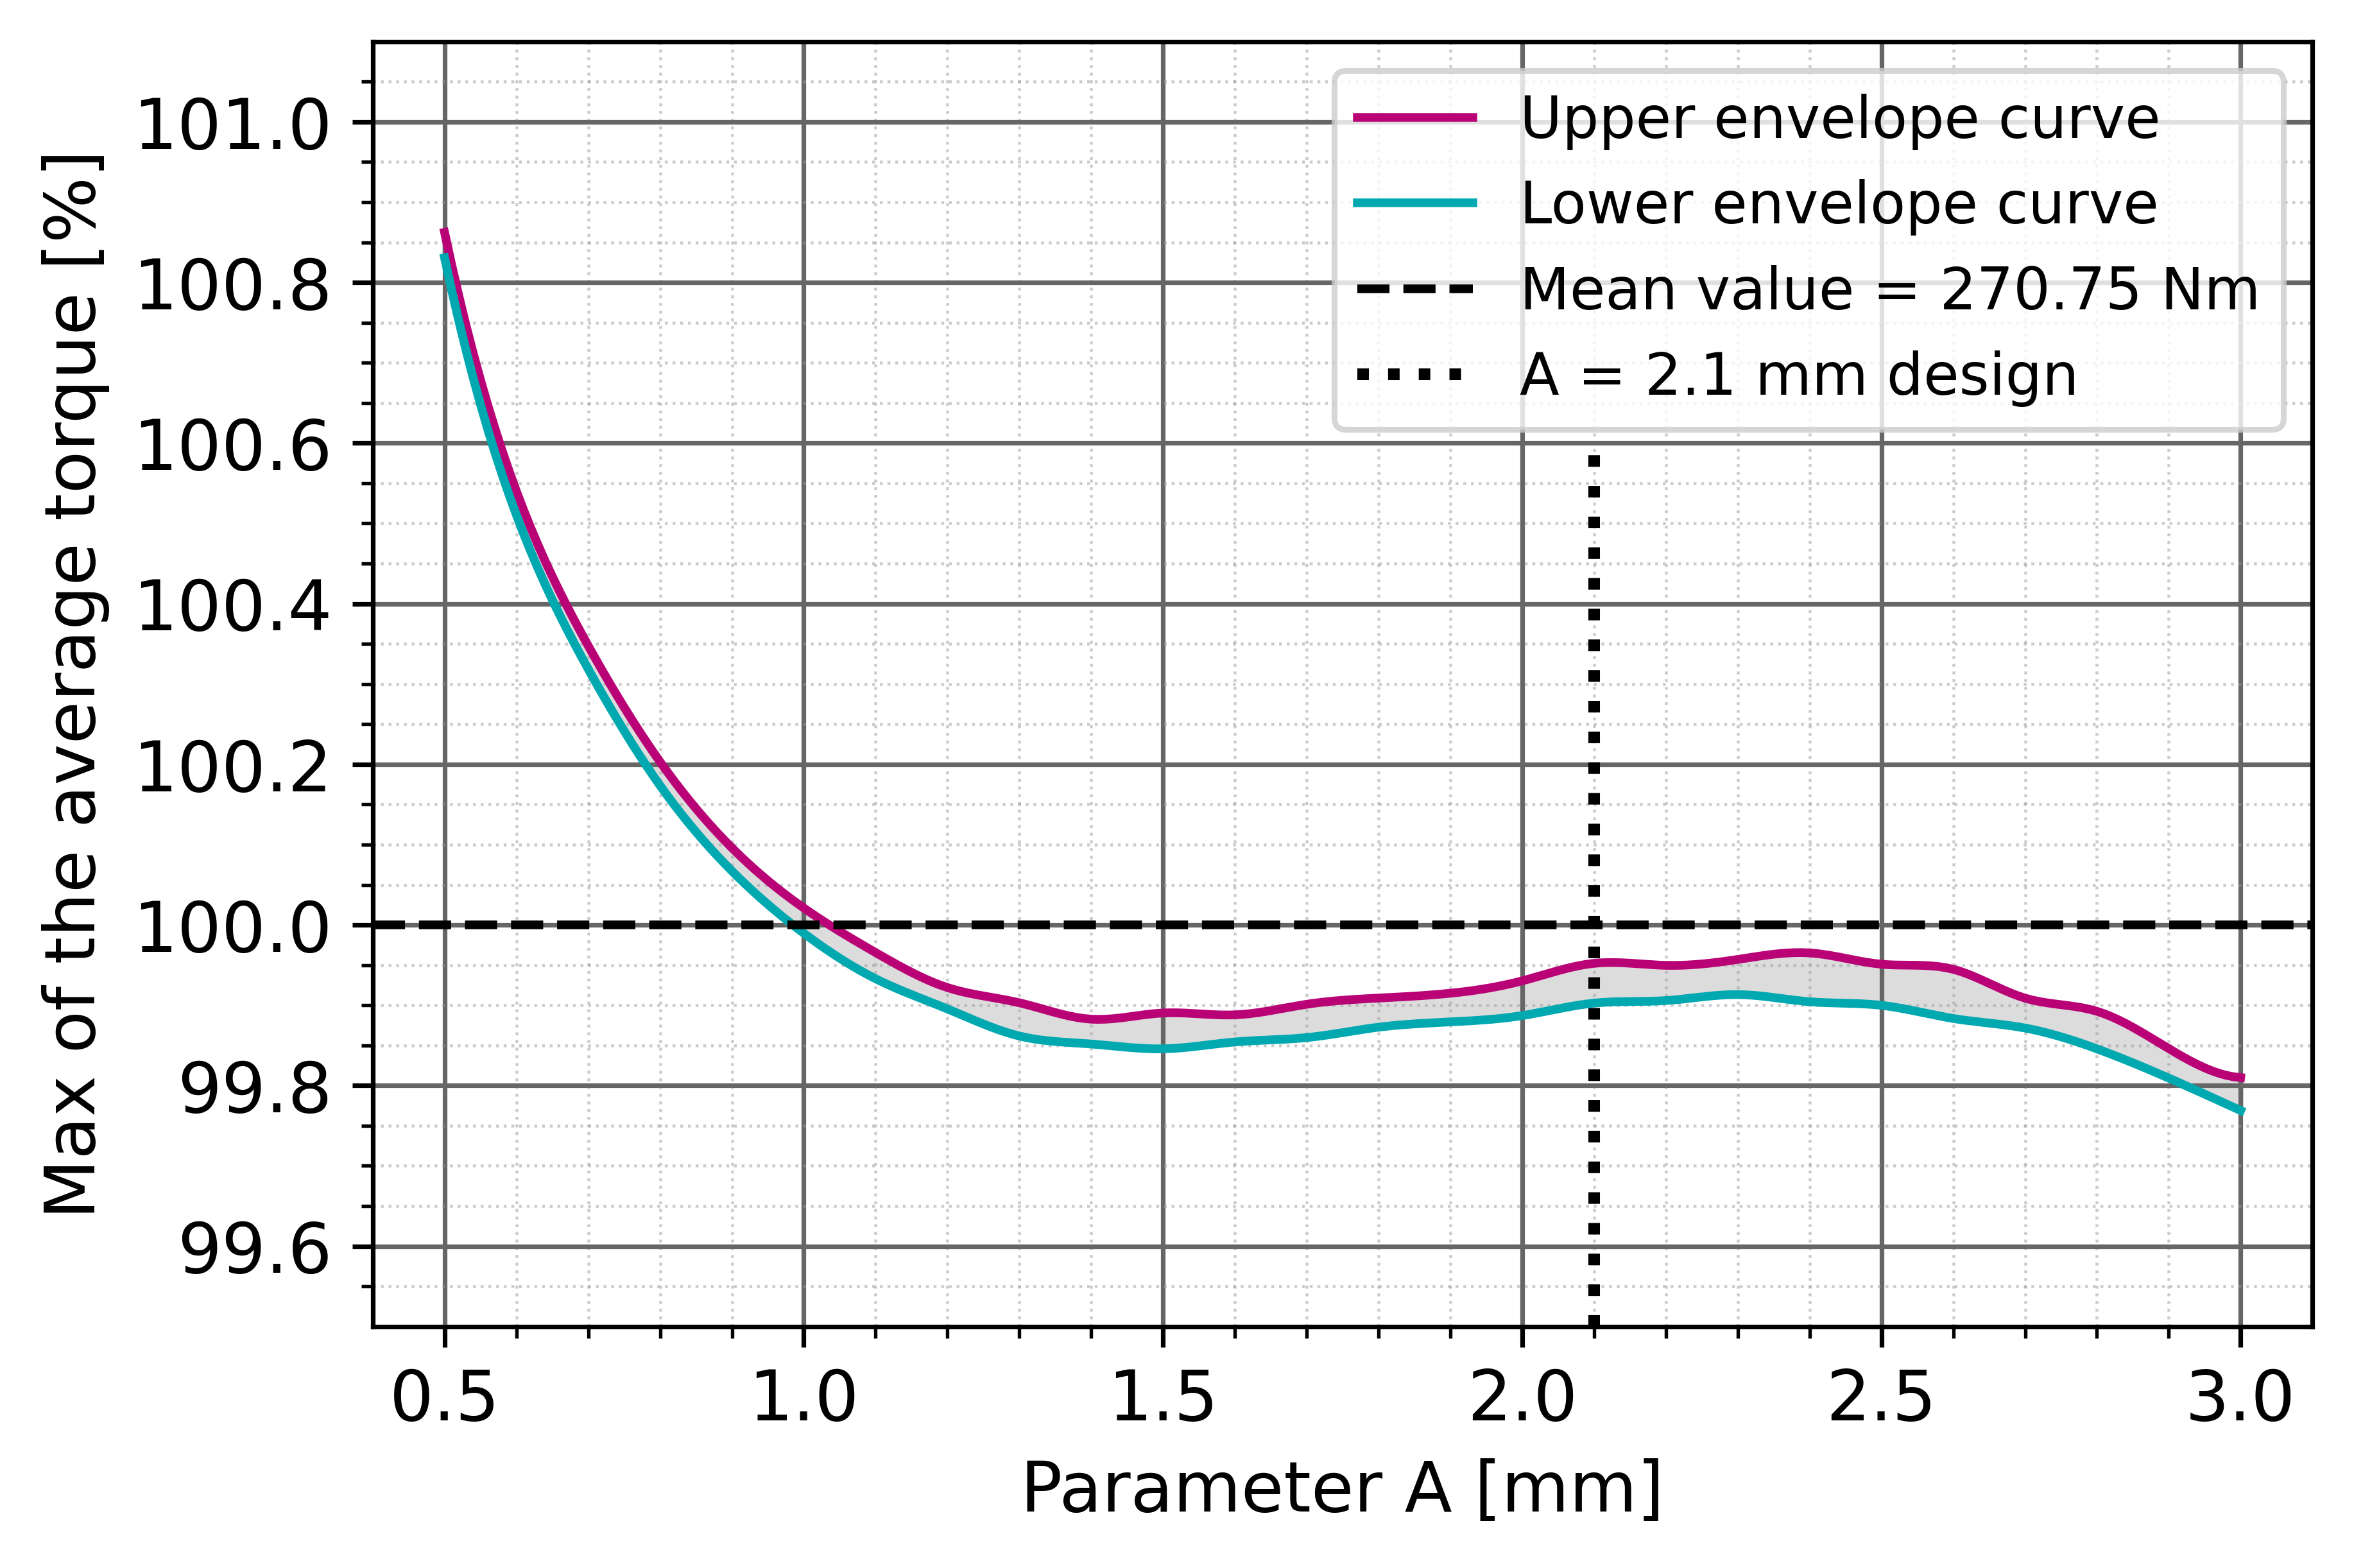 Max of the average torque [%]
101.0
100.8
100.6
100.4
100.2
100.0
99.8
99.6
Upper envelope curve
Lower envelope curve
Mean value = 270.75 Nm
A = 2.1 mm design
0.5 1.0 1.5 2.0 2.5 3.0
Parameter A [mm]